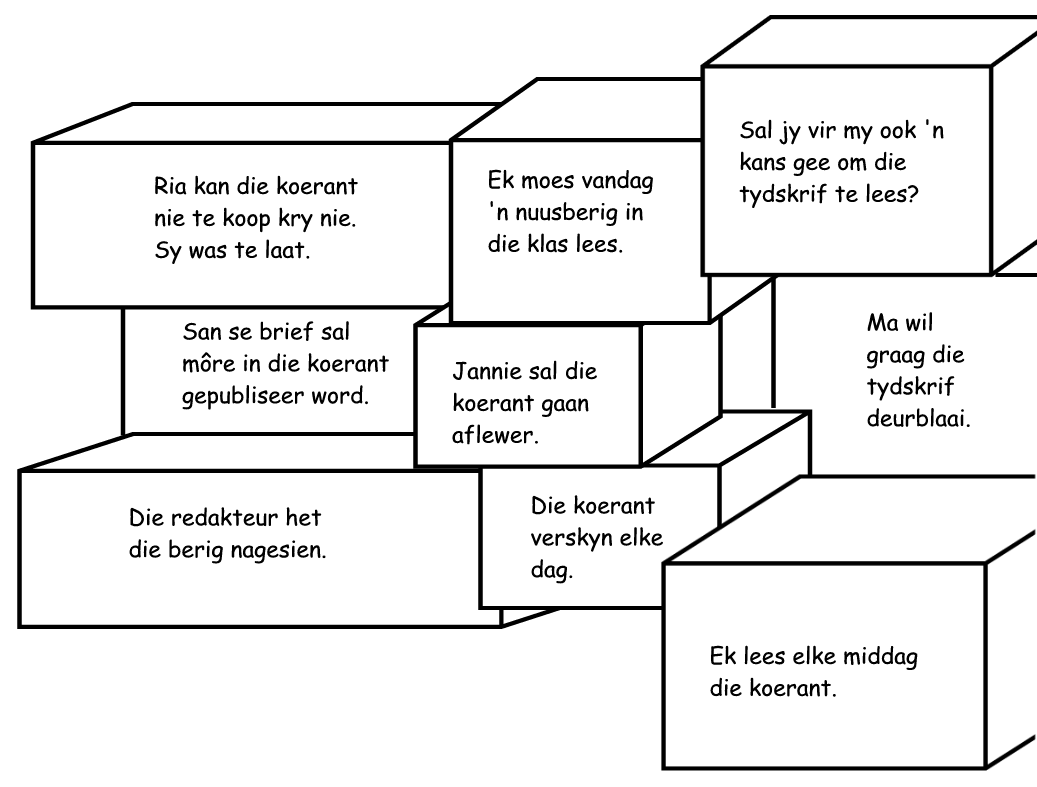 Ria kan die koerant
nie te koop kry nie.
Sy was te laat.
Ek moes vandag
'n nuusberig in
die klas lees.
Sal jy vir my ook 'n
kans gee om die
tydskrif te lees?
San se brief sal
môre in die koerant
gepubliseer word.
Jannie sal die
koerant gaan
aflewer.
Ma wil
graag die
tydskrif
deurblaai.
Die redakteur het
die berig nagesien.
Die koerant
verskyn elke
dag.
Ek lees elke middag
die koerant.